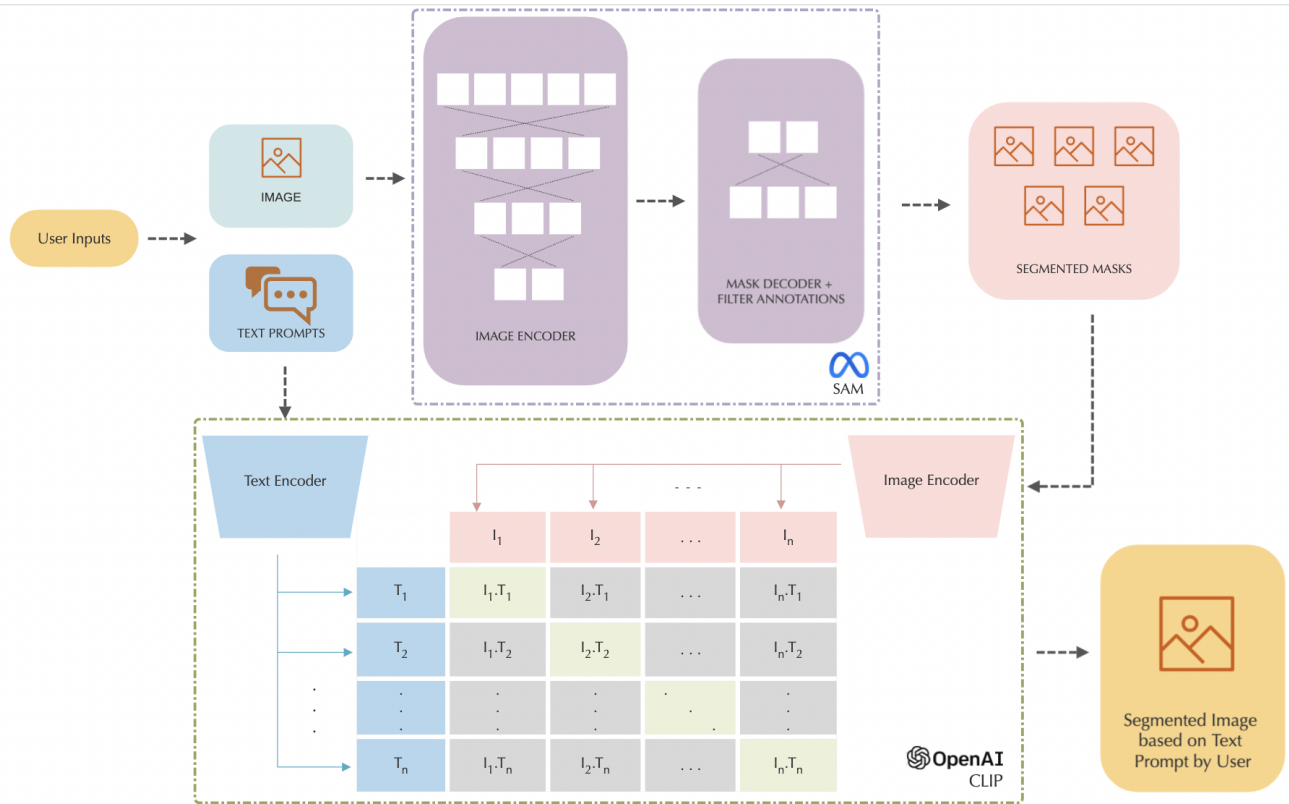 User Inputs
IMAGE
TEXT PROMPTS
IMAGE ENCODER
MASK DECODER +
FILTER ANNOTATIONS
SAM
SEGMENTED MASKS
Text Encoder
Image Encoder
- - -
I1 I2 . . . In
T1 I1.T1 I2.T1 . . . In.T1
T2 I1.T2 I2.T2 . . . In.T2
Tn I1.Tn I2.Tn . . . In.Tn
OpenAI
CLIP
Segmented Image
based on Text
Prompt by User